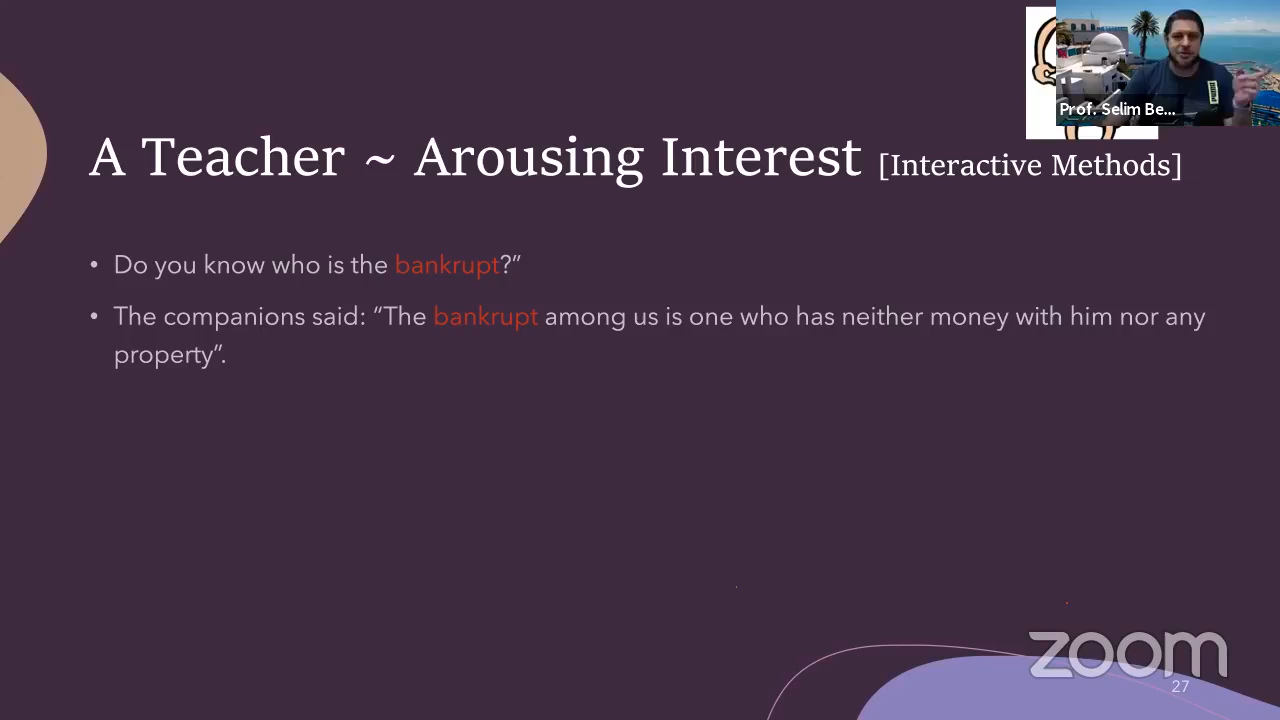 Prof. Selim Be...
A Teacher ~ Arousing Interest [Interactive Methods]
• Do you know who is the bankrupt?”
• The companions said: “The bankrupt among us is one who has neither money with him nor any
property”.
zoom
27